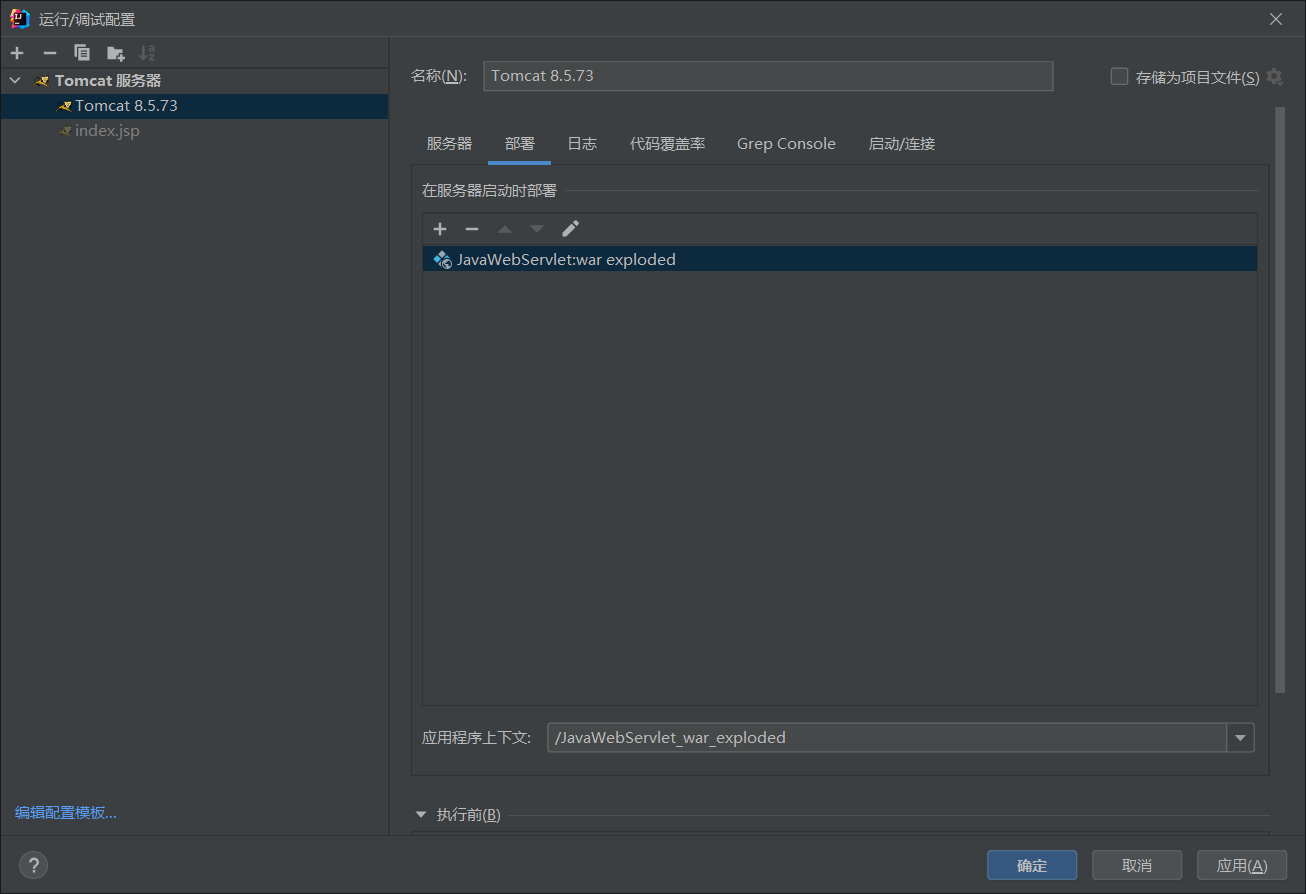 运行/调试配置
Tomcat 服务器
Tomcat 8.5.73
index.jsp
编辑配置模板...
名称(N):
Tomcat 8.5.73
存储为项目文件(S)
服务器 部署 日志 代码覆盖率 Grep Console 启动/连接
在服务器启动时部署
JavaWebServlet:war exploded
应用程序上下文:
/JavaWebServlet_war_exploded
执行前(B)
?
确定 取消 应用(A)